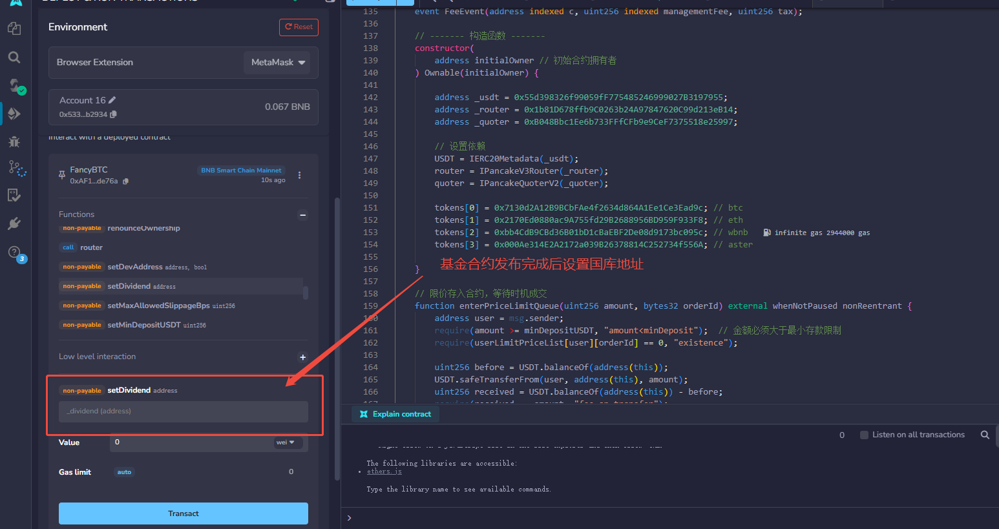 Environment
Reset
Browser Extension
MetaMask
Account 16
0x533...b2934
0.067 BNB
Interact with a deployed contract
FancyBTC
0xAF1...de76a
BNB Smart Chain Mainnet
10s ago
Functions
non-payable renounceOwnership
call router
non-payable setDevAddress address, bool
non-payable setDividend address
non-payable setMaxAllowedSlippageBps uint256
non-payable setMinDepositUSDT uint256
Low level interaction
non-payable setDividend address
_dividend (address)
Value
0
wei
Gas limit
auto
0
Transact
3
135 event FeeEvent(address indexed c, uint256 indexed managementFee, uint256 tax);
136
137 // ------- 构造函数 -------
138 constructor(
139 address initialOwner // 初始合约拥有者
140 ) Ownable(initialOwner) {
141
142 address _usdt = 0x55d398326f99059fF775485246999027B3197955;
143 address _router = 0x1b81D678ffb9C0263b24A97847620C99d213eB14;
144 address _quoter = 0xB048Bbc1Ee6b733FFfCFb9e9CeF7375518e25997;
145
146 // 设置依赖
147 USDT = IERC20Metadata(_usdt);
148 router = IPancakeV3Router(_router);
149 quoter = IPancakeQuoterV2(_quoter);
150
151 tokens[0] = 0x7130d2A12B9BCbFAe4f2634d864A1Ee1Ce3Ead9c; // btc
152 tokens[1] = 0x2170Ed0880ac9A755fd29B2688956BD959F933F8; // eth
153 tokens[2] = 0xbb4CdB9CBd36B01bD1cBaEBF2De08d9173bc095c; // wbnb infinite gas 2944000 gas
154 tokens[3] = 0x000Ae314E2A2172a039B26378814C252734f556A; // aster
155
156 }
基金合约发布完成后设置国库地址
157
158 // 限价存入合约，等待时机成交
159 function enterPriceLimitQueue(uint256 amount, bytes32 orderId) external whenNotPaused nonReentrant {
160 address user = msg.sender;
161 require(amount >= minDepositUSDT, "amount<minDeposit"); // 金额必须大于最小存款限制
162 require(userLimitPriceList[user][orderId] == 0, "existence");
163
164 uint256 before = USDT.balanceOf(address(this));
165 USDT.safeTransferFrom(user, address(this), amount);
166 uint256 received = USDT.balanceOf(address(this)) - before;
Explain contract
0
Listen on all transactions
The following libraries are accessible:
ethers.js
Type the library name to see available commands.
>